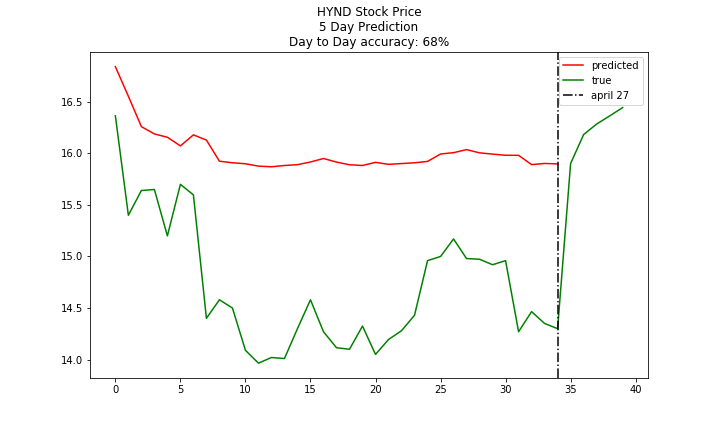 HYND Stock Price
5 Day Prediction
Day to Day accuracy: 68%
predicted
true
april 27
16.5
16.0
15.5
15.0
14.5
14.0
0 5 10 15 20 25 30 35 40